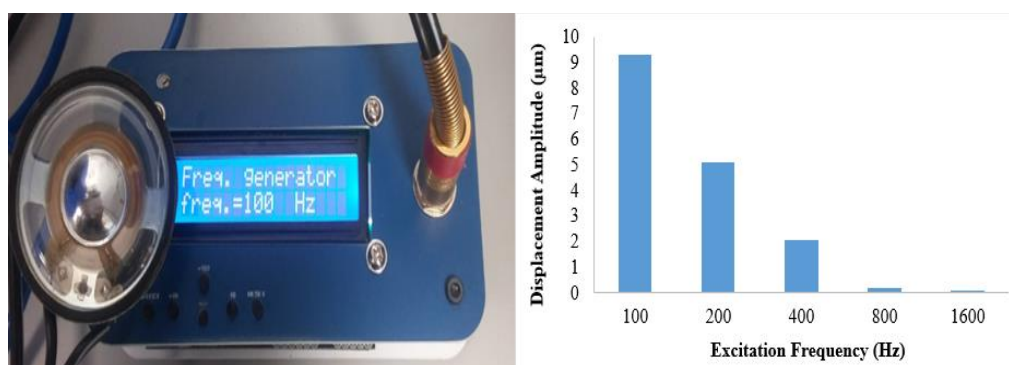 Freq. generator
freq.=100 Hz
10
9
8
7
6
5
4
3
2
1
0
Displacement Amplitude (μm)
100 200 400 800 1600
Excitation Frequency (Hz)